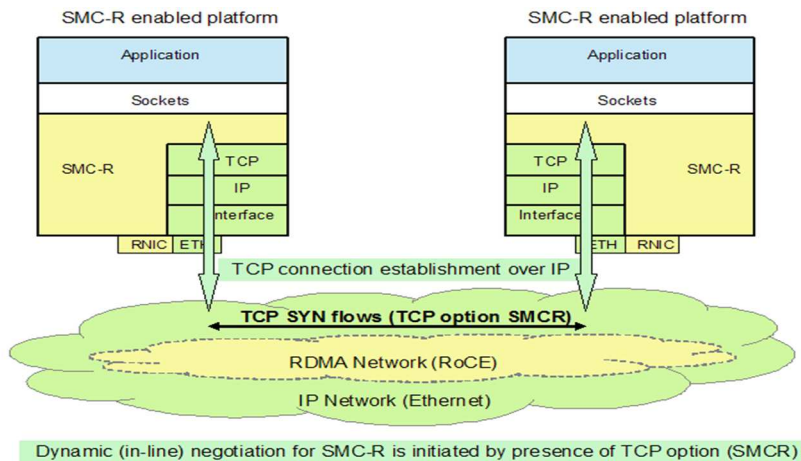 SMC-R enabled platform
SMC-R enabled platform
Application
Application
Sockets
Sockets
SMC-R
TCP
IP
Interface
TCP
IP
Interface
SMC-R
RNIC
ETH
ETH
RNIC
TCP connection establishment over IP
TCP SYN flows (TCP option SMCR)
RDMA Network (RoCE)
IP Network (Ethernet)
Dynamic (in-line) negotiation for SMC-R is initiated by presence of TCP option (SMCR)